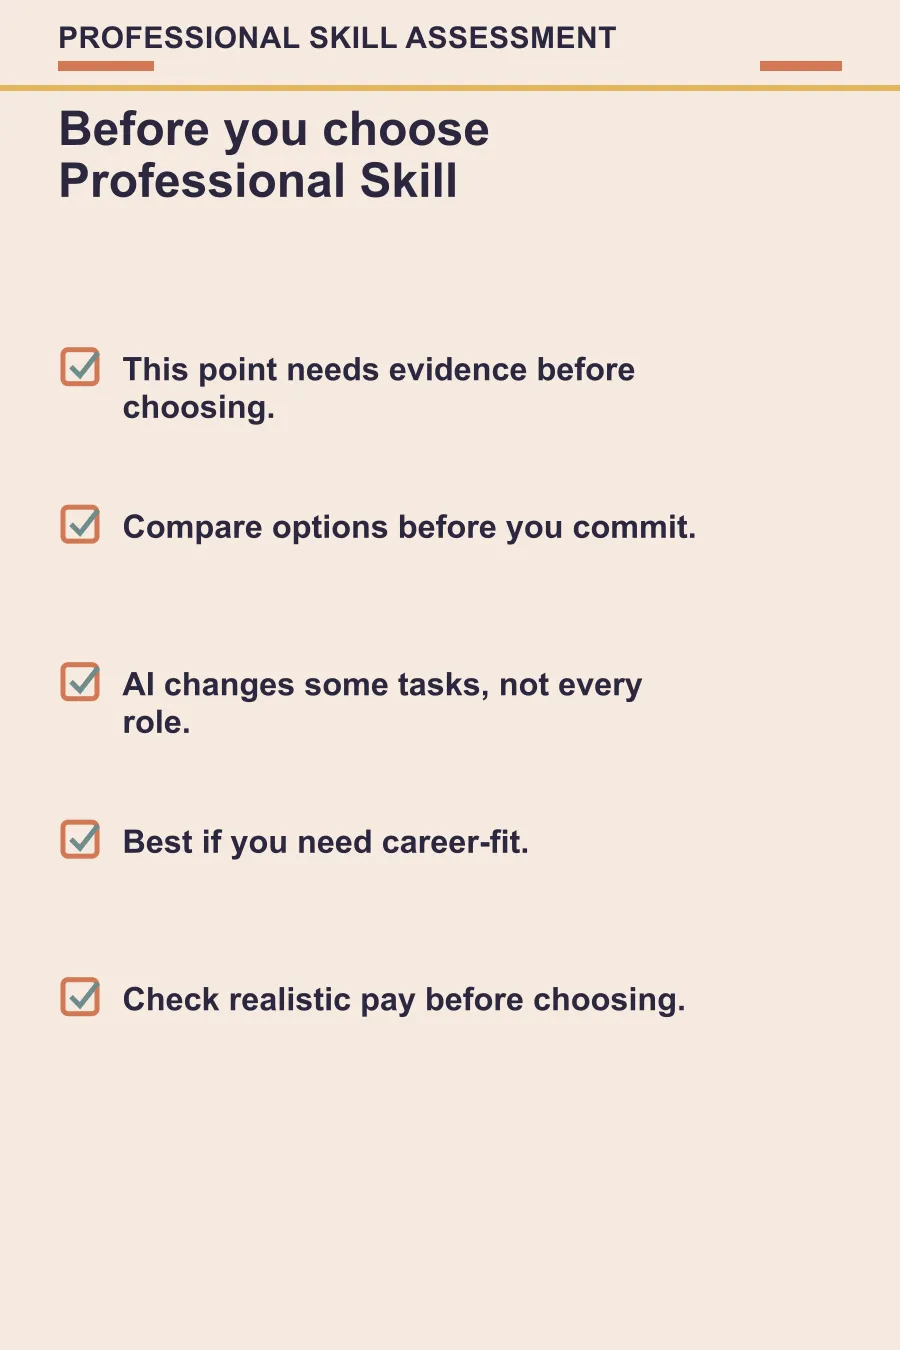 PROFESSIONAL SKILL ASSESSMENT
Before you choose
Professional Skill
This point needs evidence before
choosing.
Compare options before you commit.
AI changes some tasks, not every
role.
Best if you need career-fit.
Check realistic pay before choosing.